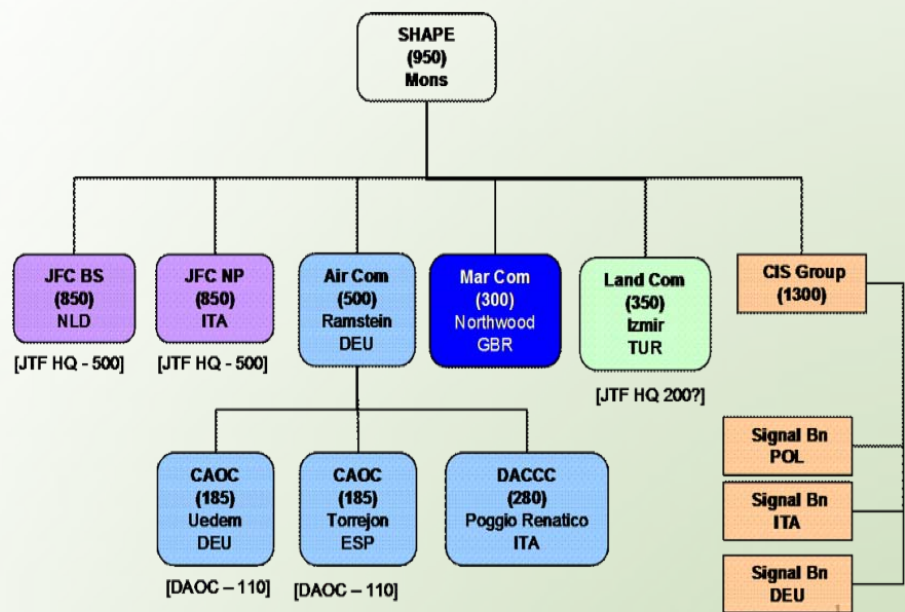 SHAPE
(950)
Mons
JFC BS
(850)
NLD
[JTF HQ - 500]
JFC NP
(850)
ITA
[JTF HQ - 500]
Air Com
(500)
Ramstein
DEU
Mar Com
(300)
Northwood
GBR
Land Com
(350)
Izmir
TUR
[JTF HQ 200?]
CIS Group
(1300)
CAOC
(185)
Uedem
DEU
[DAOC – 110]
CAOC
(185)
Torrejon
ESP
[DAOC – 110]
DACCC
(280)
Poggio Renatico
ITA
Signal Bn
POL
Signal Bn
ITA
Signal Bn
DEU